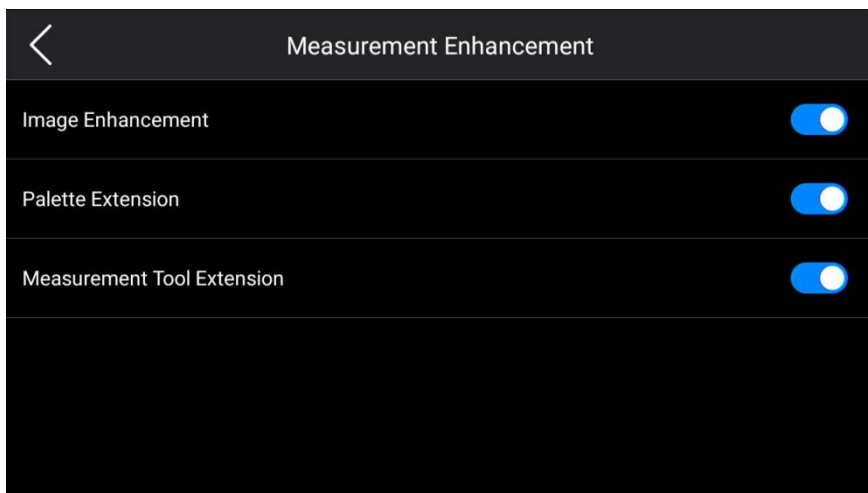 Measurement Enhancement
Image Enhancement
Palette Extension
Measurement Tool Extension